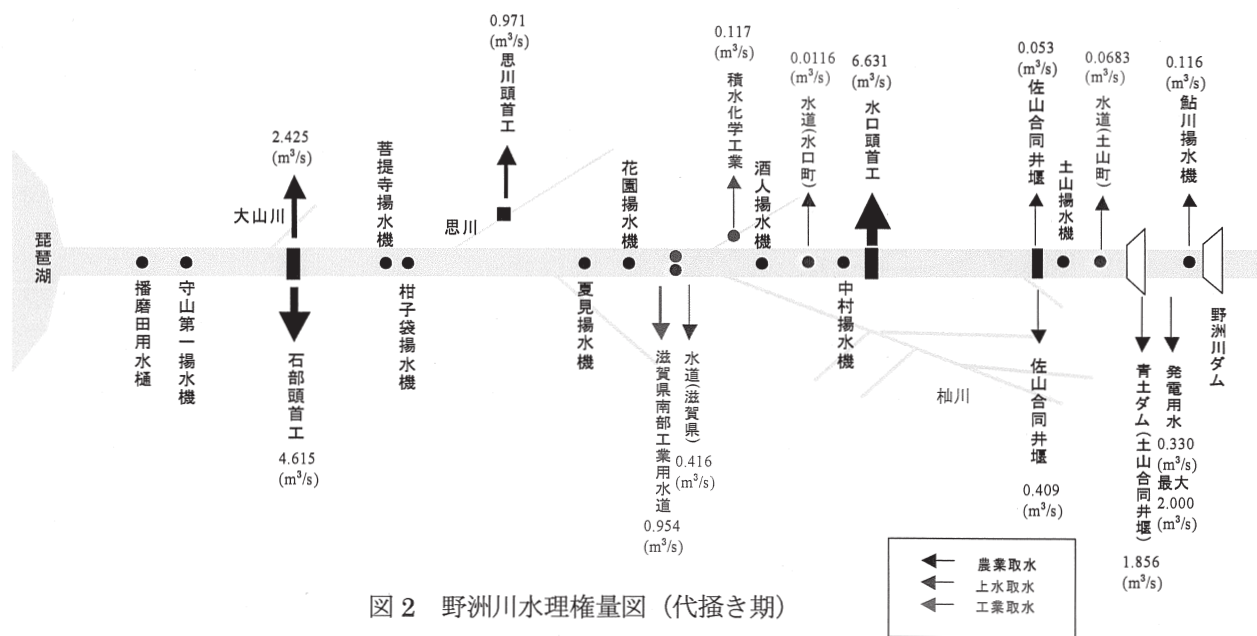 0.971
(m³/s)
思川頭首工
0.117
(m³/s)
積水化学工業
0.0116
(m³/s)
水道(水口町)
6.631
(m³/s)
水口頭首工
0.053
(m³/s)
佐山合同井堰
0.0683
(m³/s)
水道(土山町)
0.116
(m³/s)
鮎川揚水機
2.425
(m³/s)
大山川
菩提寺揚水機
思川
花園揚水機
酒人揚水機
土山揚水機
琵琶湖
播磨田用水樋
守山第一揚水機
石部頭首工
4.615
(m³/s)
柑子袋揚水機
夏見揚水機
滋賀県南部工業用水道
0.954
(m³/s)
水道(滋賀県)
0.416
(m³/s)
中村揚水機
杣川
佐山合同井堰
0.409
(m³/s)
青土ダム(土山合同井堰)
1.856
(m³/s)
発電用水
0.330
(m³/s)
最大
2.000
(m³/s)
野洲川ダム
農業取水
上水取水
工業取水
図2 野洲川水理権量図(代掻き期)